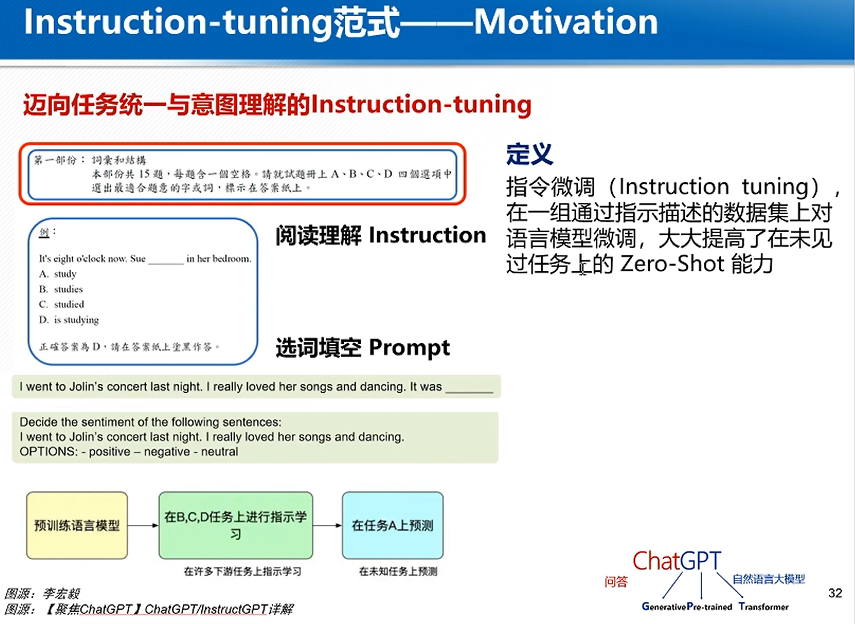 Instruction-tuning范式——Motivation
迈向任务统一与意图理解的Instruction-tuning
第一部份： 詞彙和結構
本部份共 15 題，每題含一個空格。請就試題冊上 A、B、C、D 四個選項中
選出最適合題意的字或詞，標示在答案紙上。
定义
指令微调（Instruction tuning），
在一组通过指示描述的数据集上对
语言模型微调，大大提高了在未见
过任务上的 Zero-Shot 能力
例：
It's eight o'clock now. Sue ______ in her bedroom.
A. study
B. studies
C. studied
D. is studying
正確答案為 D，請在答案紙上塗黑作答。
阅读理解 Instruction
选词填空 Prompt
I went to Jolin's concert last night. I really loved her songs and dancing. It was _______
Decide the sentiment of the following sentences:
I went to Jolin's concert last night. I really loved her songs and dancing.
OPTIONS: - positive – negative - neutral
预训练语言模型
在B,C,D任务上进行指示学
习
在任务A上预测
在许多下游任务上指示学习
在未知任务上预测
ChatGPT
问答
自然语言大模型
Generative Pre-trained Transformer
图源：李宏毅
图源：【聚焦ChatGPT】ChatGPT/InstructGPT详解
32